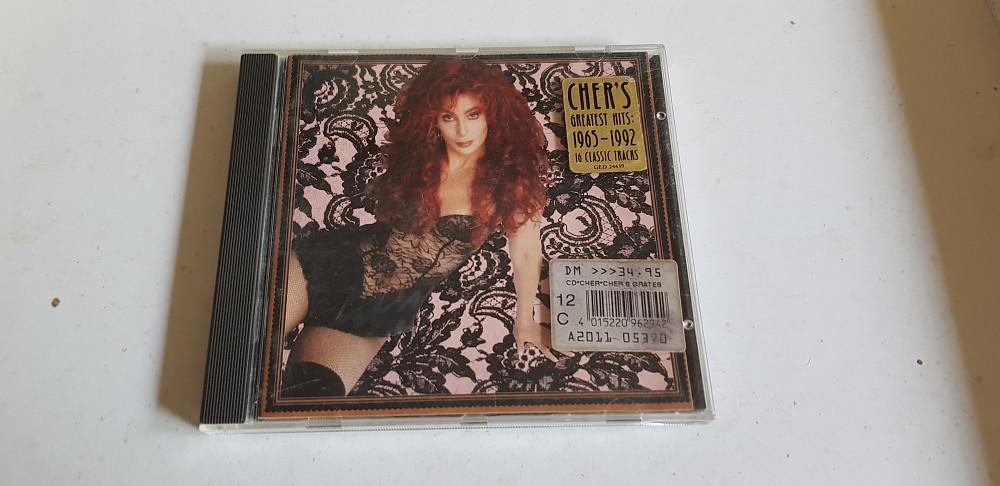 CHER'S
GREATEST HITS:
1965-1992
16 CLASSIC TRACKS
GED 24439
DM >>>34.95
CD*CHER*CHER'S GRATES
12
C
4 015220 962942
A2011 05370